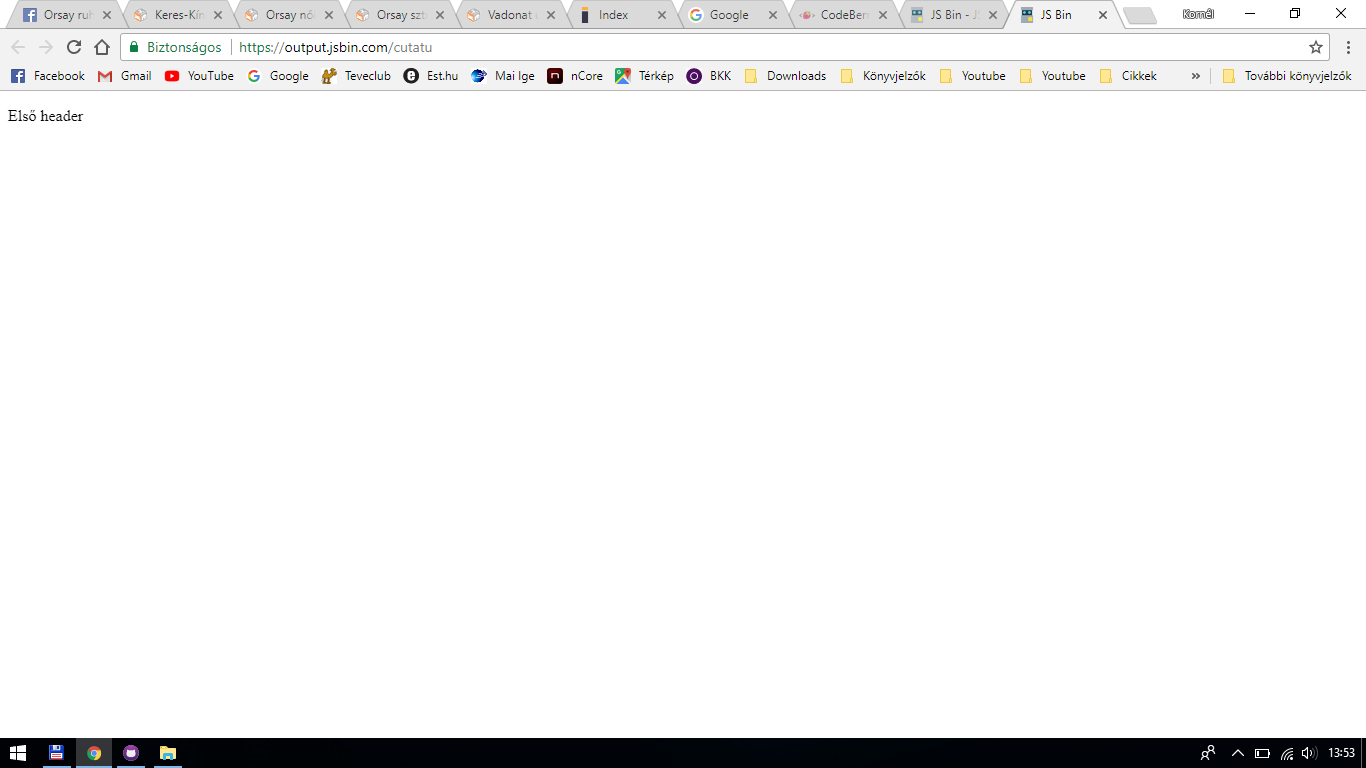 Orsay ruh Keres-Kín Orsay nő Orsay szt Vadonat Index Google CodeBerr JS Bin - JS JS Bin Kornél
Biztonságos https://output.jsbin.com/cutatu
Facebook Gmail YouTube Google Teveclub Est.hu Mai Ige nCore Térkép BKK Downloads Könyvjelzők Youtube Youtube Cikkek » További könyvjelzők
Első header
13:53